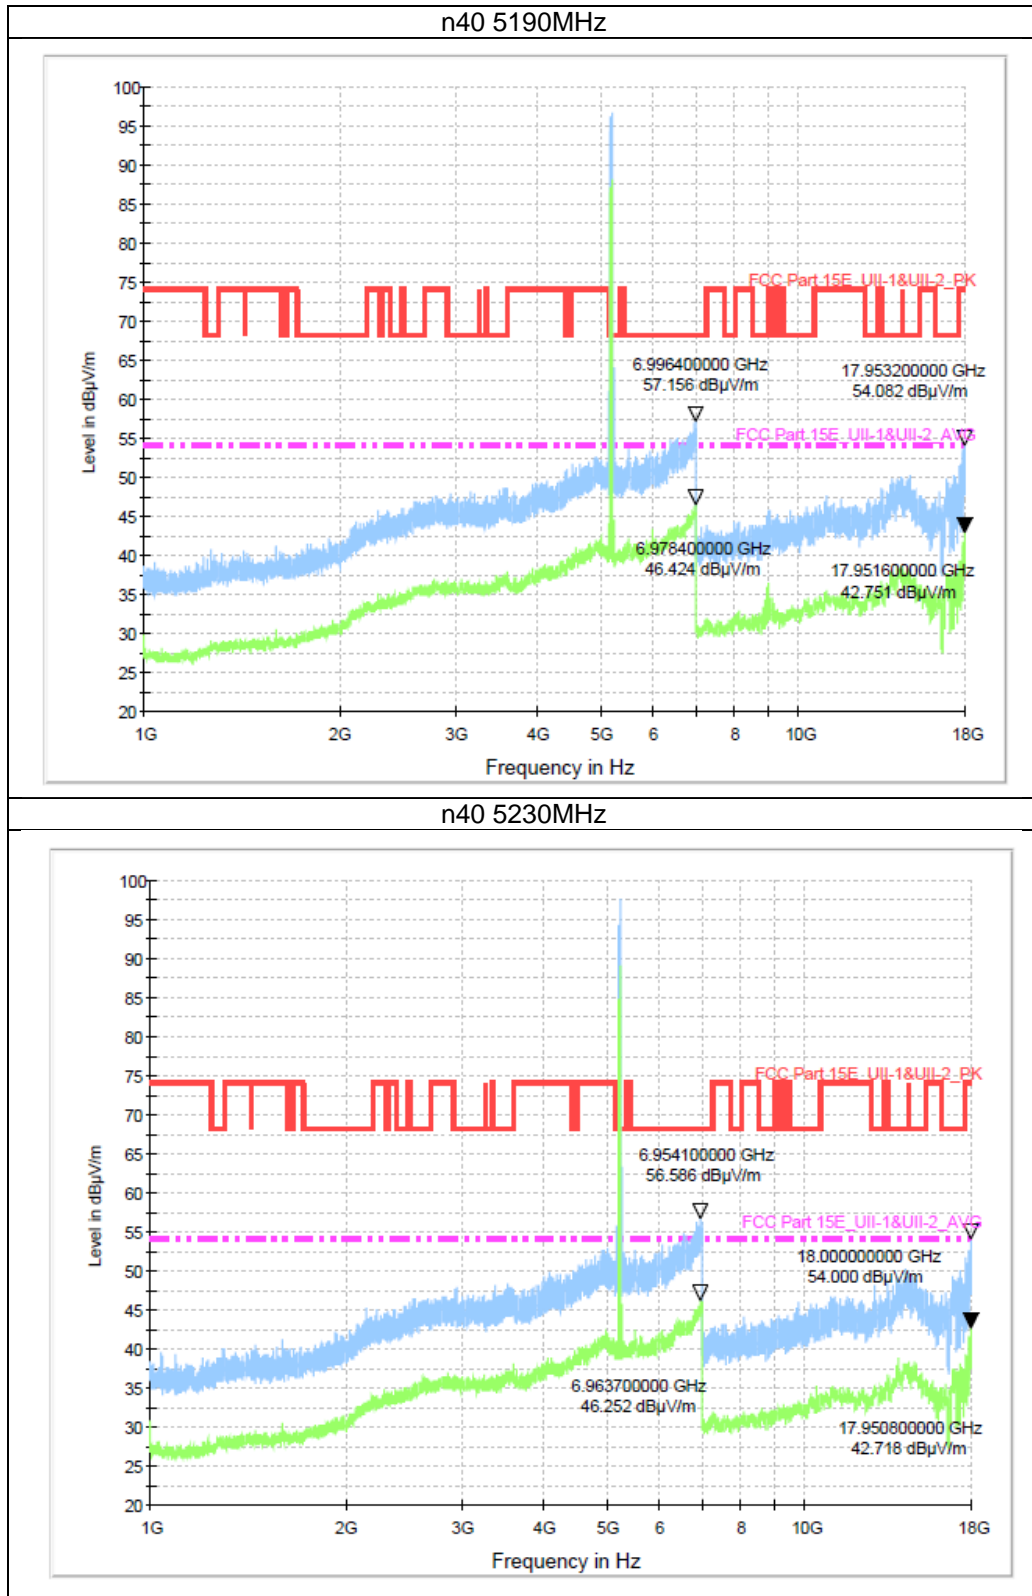 n40 5190MHz
100
95
90
85
80
75
70
65
60
55
50
45
40
35
30
25
20
Level in dBµV/m
FCC Part 15E_UII-1&UII-2_PK
6.996400000 GHz
57.156 dBµV/m
17.953200000 GHz
54.082 dBµV/m
FCC Part 15E_UII-1&UII-2_AVG
6.978400000 GHz
46.424 dBµV/m
17.951600000 GHz
42.751 dBµV/m
1G 2G 3G 4G 5G 6 8 10G 18G
Frequency in Hz
n40 5230MHz
100
95
90
85
80
75
70
65
60
55
50
45
40
35
30
25
20
Level in dBµV/m
FCC Part 15E_UII-1&UII-2_PK
6.954100000 GHz
56.586 dBµV/m
FCC Part 15E_UII-1&UII-2_AVG
18.000000000 GHz
54.000 dBµV/m
6.963700000 GHz
46.252 dBµV/m
17.950800000 GHz
42.718 dBµV/m
1G 2G 3G 4G 5G 6 8 10G 18G
Frequency in Hz